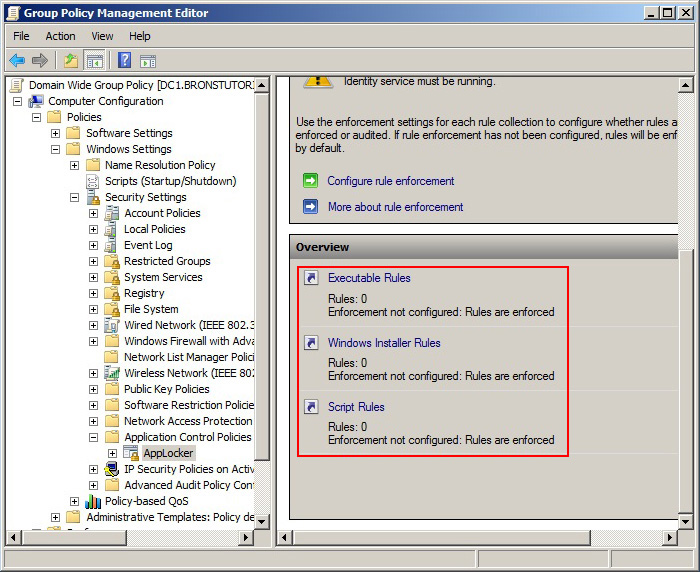 Group Policy Management Editor
File Action View Help
Domain Wide Group Policy [DC1.BRONSTUTOR
Computer Configuration
Policies
Software Settings
Windows Settings
Name Resolution Policy
Scripts (Startup/Shutdown)
Security Settings
Account Policies
Local Policies
Event Log
Restricted Groups
System Services
Registry
File System
Wired Network (IEEE 802.3
Windows Firewall with Adva
Network List Manager Polici
Wireless Network (IEEE 802
Public Key Policies
Software Restriction Policies
Network Access Protection
Application Control Policies
AppLocker
IP Security Policies on Activ
Advanced Audit Policy Con
Policy-based QoS
Administrative Templates: Policy de
Identity service must be running.
Use the enforcement settings for each rule collection to configure whether rules a
enforced or audited. If rule enforcement has not been configured, rules will be enf
by default.
Configure rule enforcement
More about rule enforcement
Overview
Executable Rules
Rules: 0
Enforcement not configured: Rules are enforced
Windows Installer Rules
Rules: 0
Enforcement not configured: Rules are enforced
Script Rules
Rules: 0
Enforcement not configured: Rules are enforced